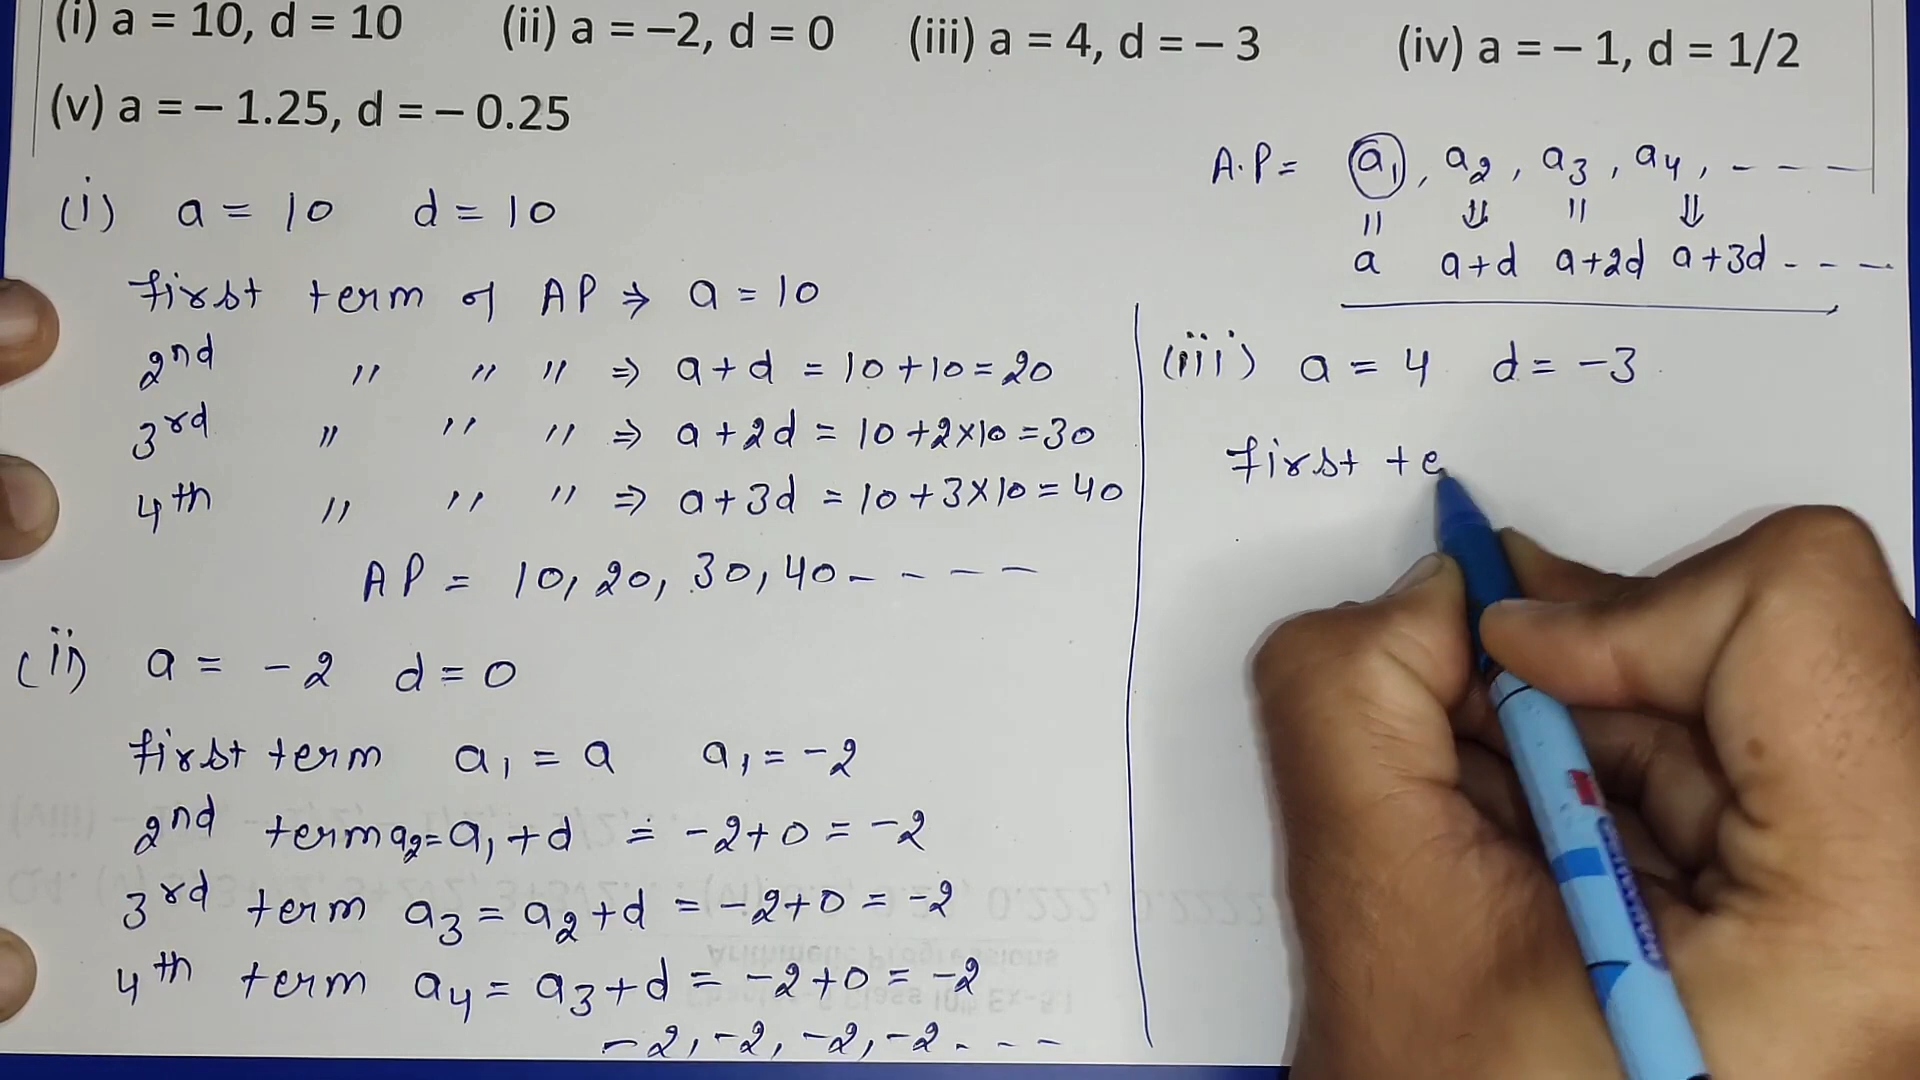 (i) a = 10, d = 10 (ii) a = –2, d = 0 (iii) a = 4, d = – 3 (iv) a = – 1, d = 1/2
(v) a = – 1.25, d = – 0.25
A.P = a₁, a₂, a₃, a₄, - - -
|| ⇓ || ⇓
a a+d a+2d a+3d - - -
(i) a = 10 d = 10
first term of AP ⇒ a = 10
2nd " " " ⇒ a + d = 10 + 10 = 20
3rd " " " ⇒ a + 2d = 10 + 2×10 = 30
4th " " " ⇒ a + 3d = 10 + 3×10 = 40
AP = 10, 20, 30, 40 - - - -
(ii) a = -2 d = 0
first term a₁ = a a₁ = -2
2nd term a₂= a₁ + d = -2+0 = -2
3rd term a₃ = a₂+d = -2+0 = -2
4th term a₄ = a₃+d = -2+0 = -2
-2, -2, -2, -2 - - -
(iii) a = 4 d = -3
first te